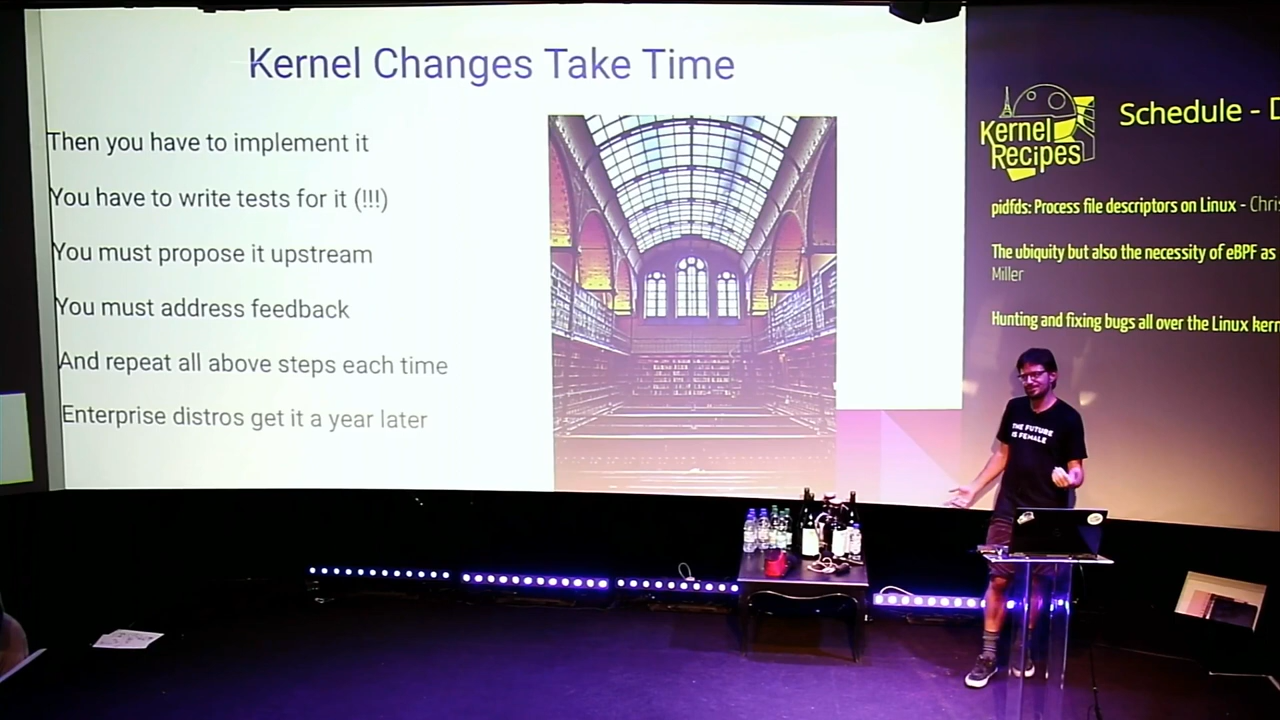 Kernel Changes Take Time
Then you have to implement it
You have to write tests for it (!!!)
You must propose it upstream
You must address feedback
And repeat all above steps each time
Enterprise distros get it a year later
Kernel
Recipes
Schedule - D
pidfds: Process file descriptors on Linux - Chris
The ubiquity but also the necessity of eBPF as
Miller
Hunting and fixing bugs all over the Linux kern
THE FUTURE
IS FEMALE